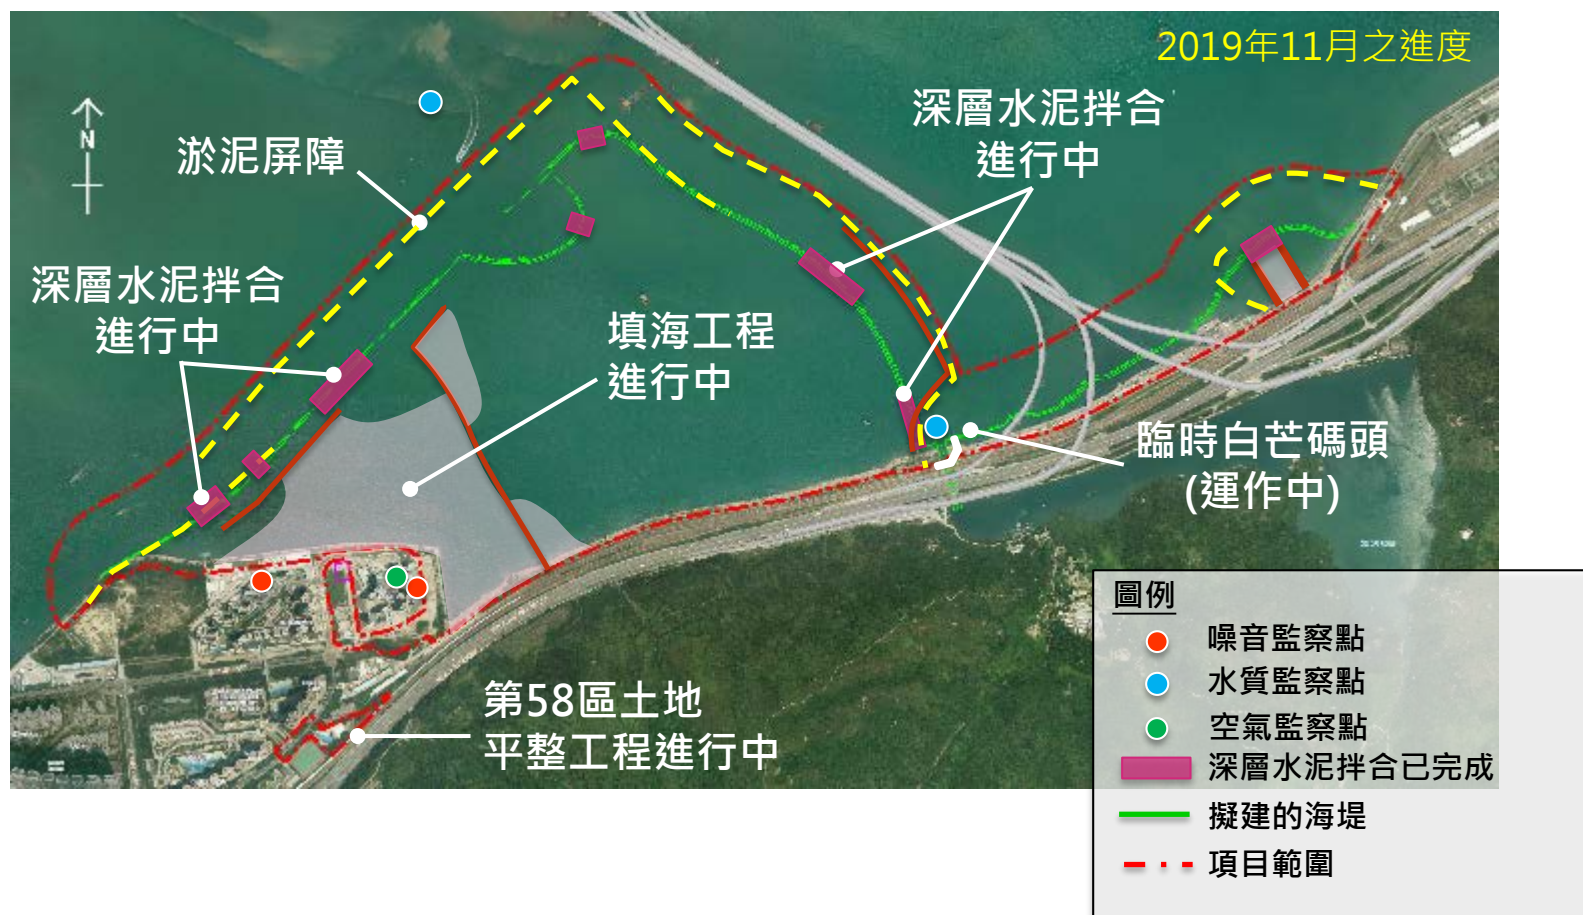 2019年11月之進度
N
淤泥屏障
深層水泥拌合
進行中
深層水泥拌合
進行中
填海工程
進行中
臨時白芒碼頭
(運作中)
第58區土地
平整工程進行中
圖例
噪音監察點
水質監察點
空氣監察點
深層水泥拌合已完成
擬建的海堤
項目範圍